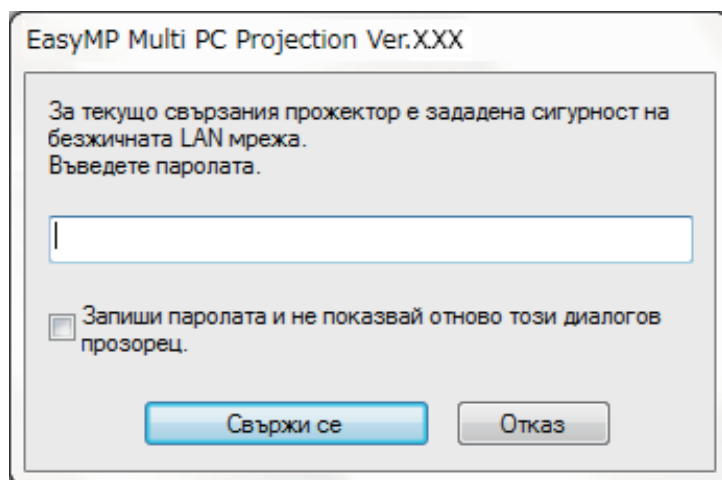 EasyMP Multi PC Projection Ver.X.XX
За текущо свързания прожектор е зададена сигурност на
безжичната LAN мрежа.
Въведете паролата.
Запиши паролата и не показвай отново този диалогов
прозорец.
Свържи се
Отказ